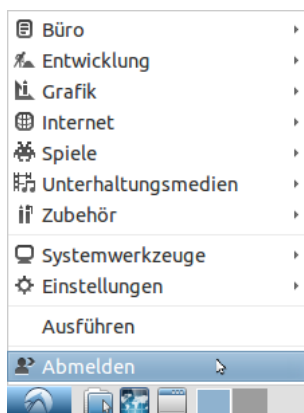 Büro
Entwicklung
Grafik
Internet
Spiele
Unterhaltungsmedien
Zubehör
Systemwerkzeuge
Einstellungen
Ausführen
Abmelden